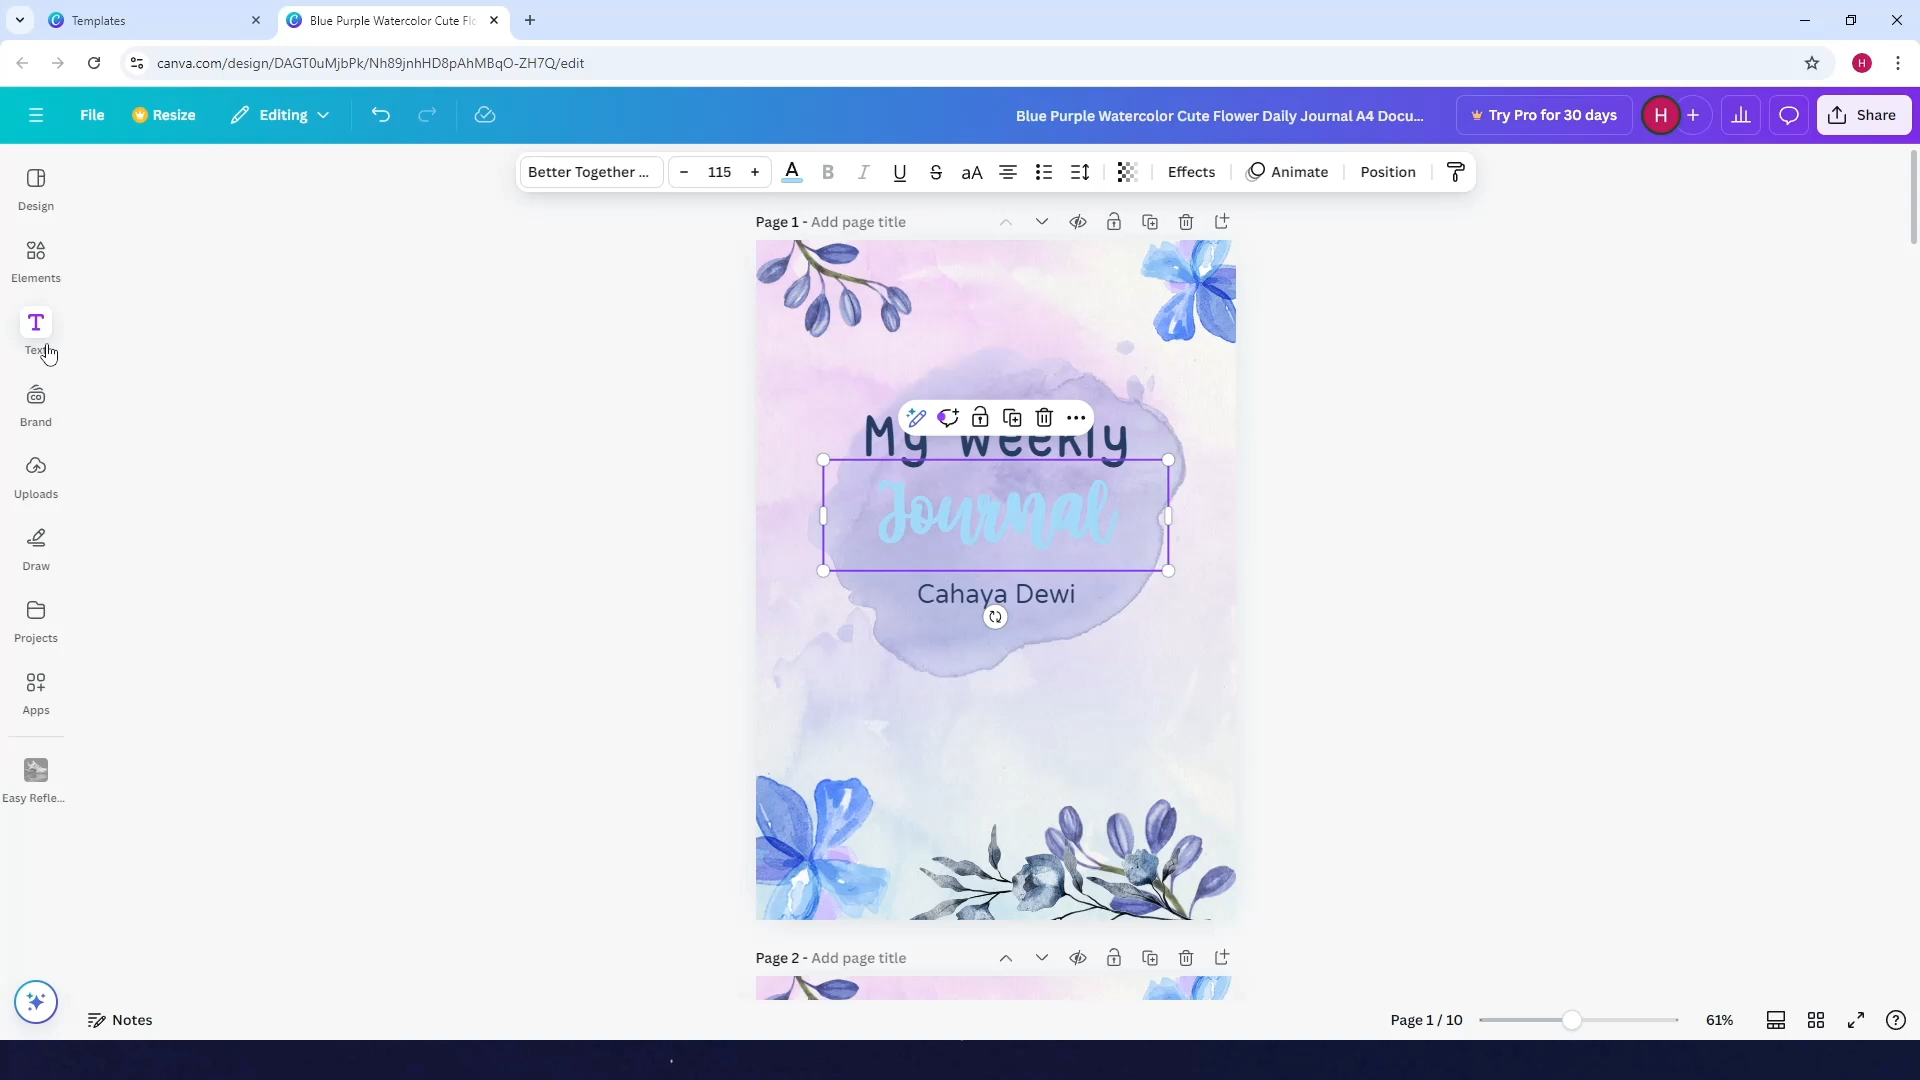 Templates
Blue Purple Watercolor Cute Flo
canva.com/design/DAGT0uMjbPk/Nh89jnhHD8pAhMBqO-ZH7Q/edit
H
File
Resize
Editing
Blue Purple Watercolor Cute Flower Daily Journal A4 Docu...
Try Pro for 30 days
H
Share
Better Together ...
115
B
I
U
S
aA
Effects
Animate
Position
Design
Elements
Text
Brand
Uploads
Draw
Projects
Apps
Easy Refle...
Page 1 - Add page title
My Weekly
Journal
Cahaya Dewi
Page 2 - Add page title
Notes
Page 1 / 10
61%